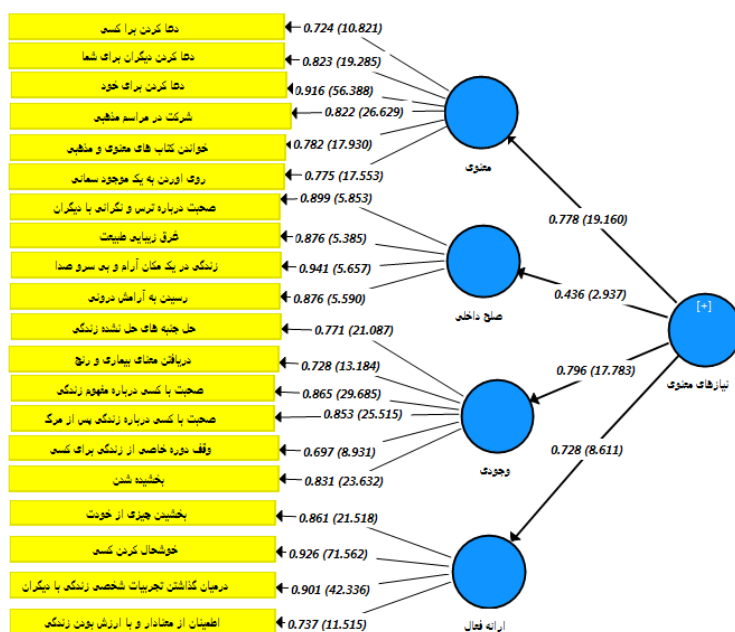 دعا کردن برا کسی
0.724 (10.821)
دعا کردن دیگران برای شما
0.823 (19.285)
دعا کردن برای خود
0.916 (56.388)
شرکت در مراسم مذهبی
0.822 (26.629)
خواندن کتاب های معنوی و مذهبی
0.782 (17.930)
روی اوردن به یک موجود سمانی
0.775 (17.553)
معنوی
0.778 (19.160)
صحبت درباره ترس و نگرانی با دیگران
0.899 (5.853)
غرق زیبایی طبیعت
0.876 (5.385)
زندگی در یک مکان آرام و بی سرو صدا
0.941 (5.657)
رسیدن به آرامش درونی
0.876 (5.590)
صلح داخلی
0.436 (2.937)
[+]
نیازهای معنوی
حل جنبه های حل نشده زندگی
0.771 (21.087)
دریافتن معنای بیماری و رنج
0.728 (13.184)
صحبت با کسی درباره مفهوم زندگی
0.865 (29.685)
صحبت با کسی درباره زندگی پس از مرگ
0.853 (25.515)
وقف دوره خاصی از زندگی برای کسی
0.697 (8.931)
بخشیده شدن
0.831 (23.632)
وجودی
0.796 (17.783)
0.728 (8.611)
بخشیدن چیزی از خودت
0.861 (21.518)
خوشحال کردن کسی
0.926 (71.562)
درمیان گذاشتن تجربیات شخصی زندگی با دیگران
0.901 (42.336)
اطمینان از معنادار و با ارزش بودن زندگی
0.737 (11.515)
ارائه فعال